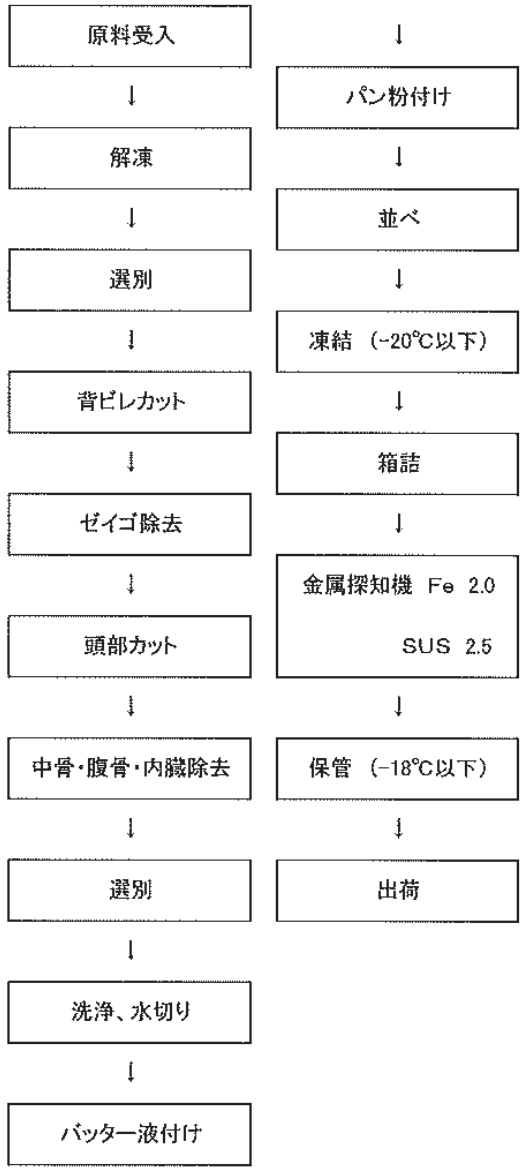 原料受入
↓
解凍
↓
選別
↓
背ビレカット
↓
ゼイゴ除去
↓
頭部カット
↓
中骨・腹骨・内臓除去
↓
選別
↓
洗浄、水切り
↓
バッター液付け
↓
パン粉付け
↓
並べ
↓
凍結 (-20℃以下)
↓
箱詰
↓
金属探知機 Fe 2.0
SUS 2.5
↓
保管 (-18℃以下)
↓
出荷